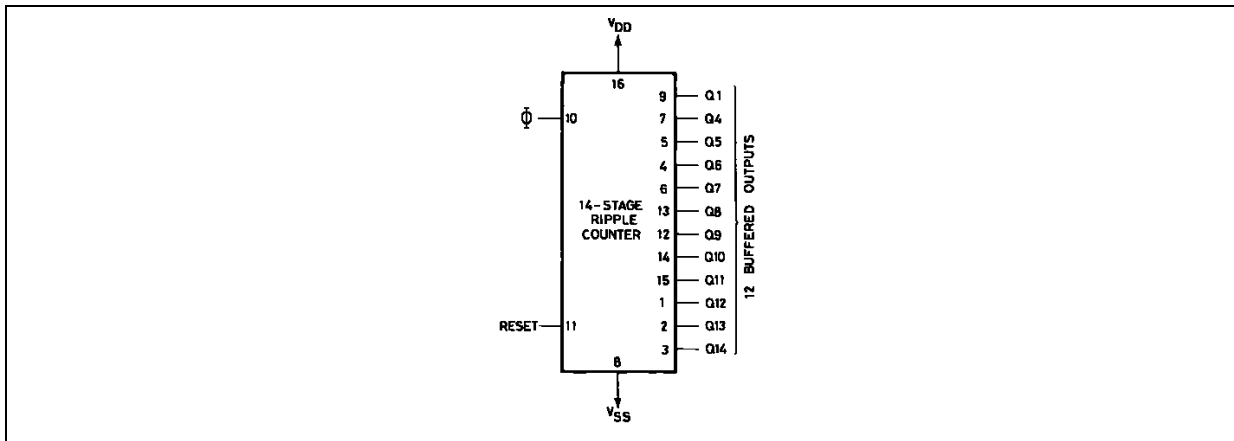 VDD
16
9 Q1
Φ 10 7 Q4
5 Q5
4 Q6
6 Q7
14-STAGE
RIPPLE
COUNTER
13 Q8
12 Q9
14 Q10
15 Q11
1 Q12
RESET 11 2 Q13
3 Q14
8
VSS
12 BUFFERED OUTPUTS